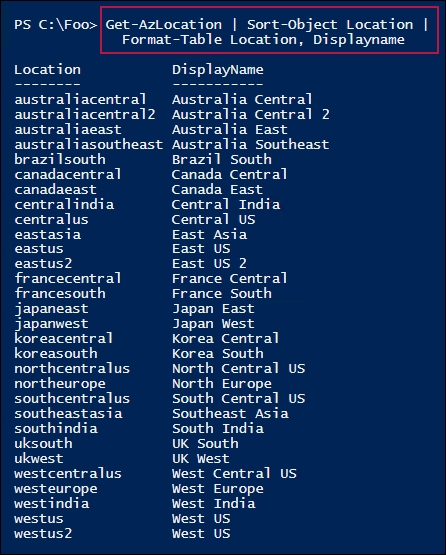 PS C:\Foo> Get-AzLocation | Sort-Object Location |
Format-Table Location, Displayname
Location DisplayName
-------- -----------
australiacentral Australia Central
australiacentral2 Australia Central 2
australiaeast Australia East
australiasoutheast Australia Southeast
brazilsouth Brazil South
canadacentral Canada Central
canadaeast Canada East
centralindia Central India
centralus Central US
eastasia East Asia
eastus East US
eastus2 East US 2
francecentral France Central
francesouth France South
japaneast Japan East
japanwest Japan West
koreacentral Korea Central
koreasouth Korea South
northcentralus North Central US
northeurope North Europe
southcentralus South Central US
southeastasia Southeast Asia
southindia South India
uksouth UK South
ukwest UK West
westcentralus West Central US
westeurope West Europe
westindia West India
westus West US
westus2 West US 2